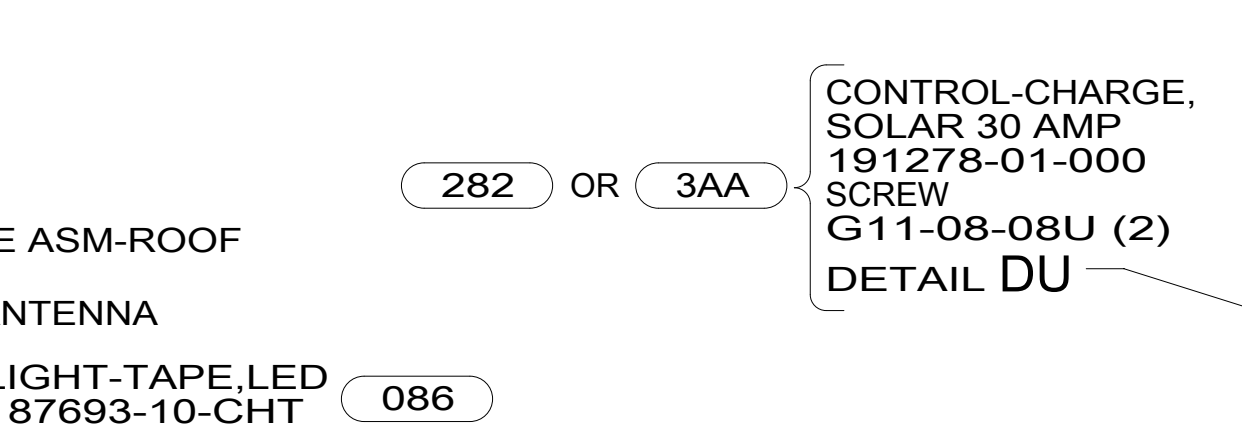 CONTROL-CHARGE,
SOLAR 30 AMP
282 OR 3AA 191278-01-000
SCREW
G11-08-08U (2)
DETAIL DU
E ASM-ROOF
NTENNA
LIGHT-TAPE,LED
87693-10-CHT 086